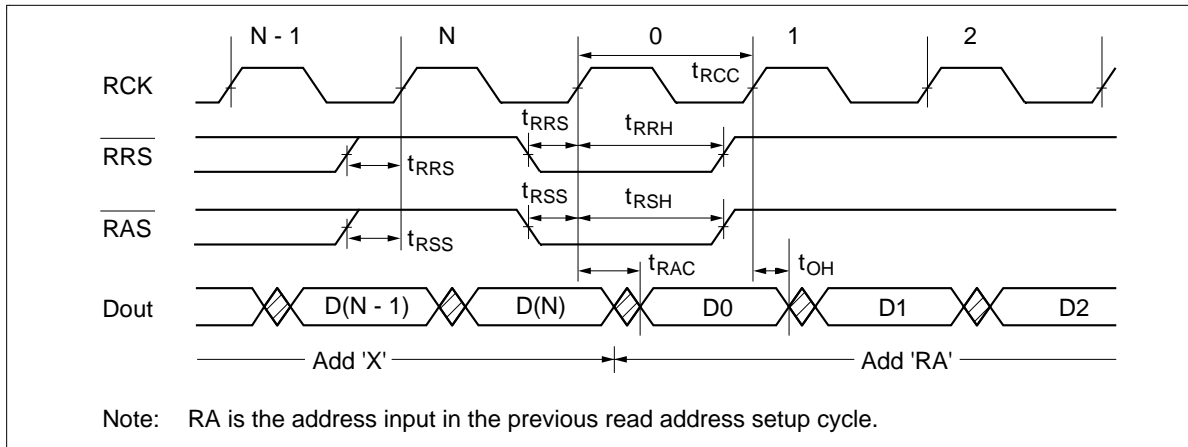 N - 1 N 0 1 2
RCK
tRCC
tRRS tRRH
RRS
tRRS
tRSS tRSH
RAS
tRSS
tRAC tOH
Dout D(N - 1) D(N) D0 D1 D2
Add 'X' Add 'RA'
Note: RA is the address input in the previous read address setup cycle.